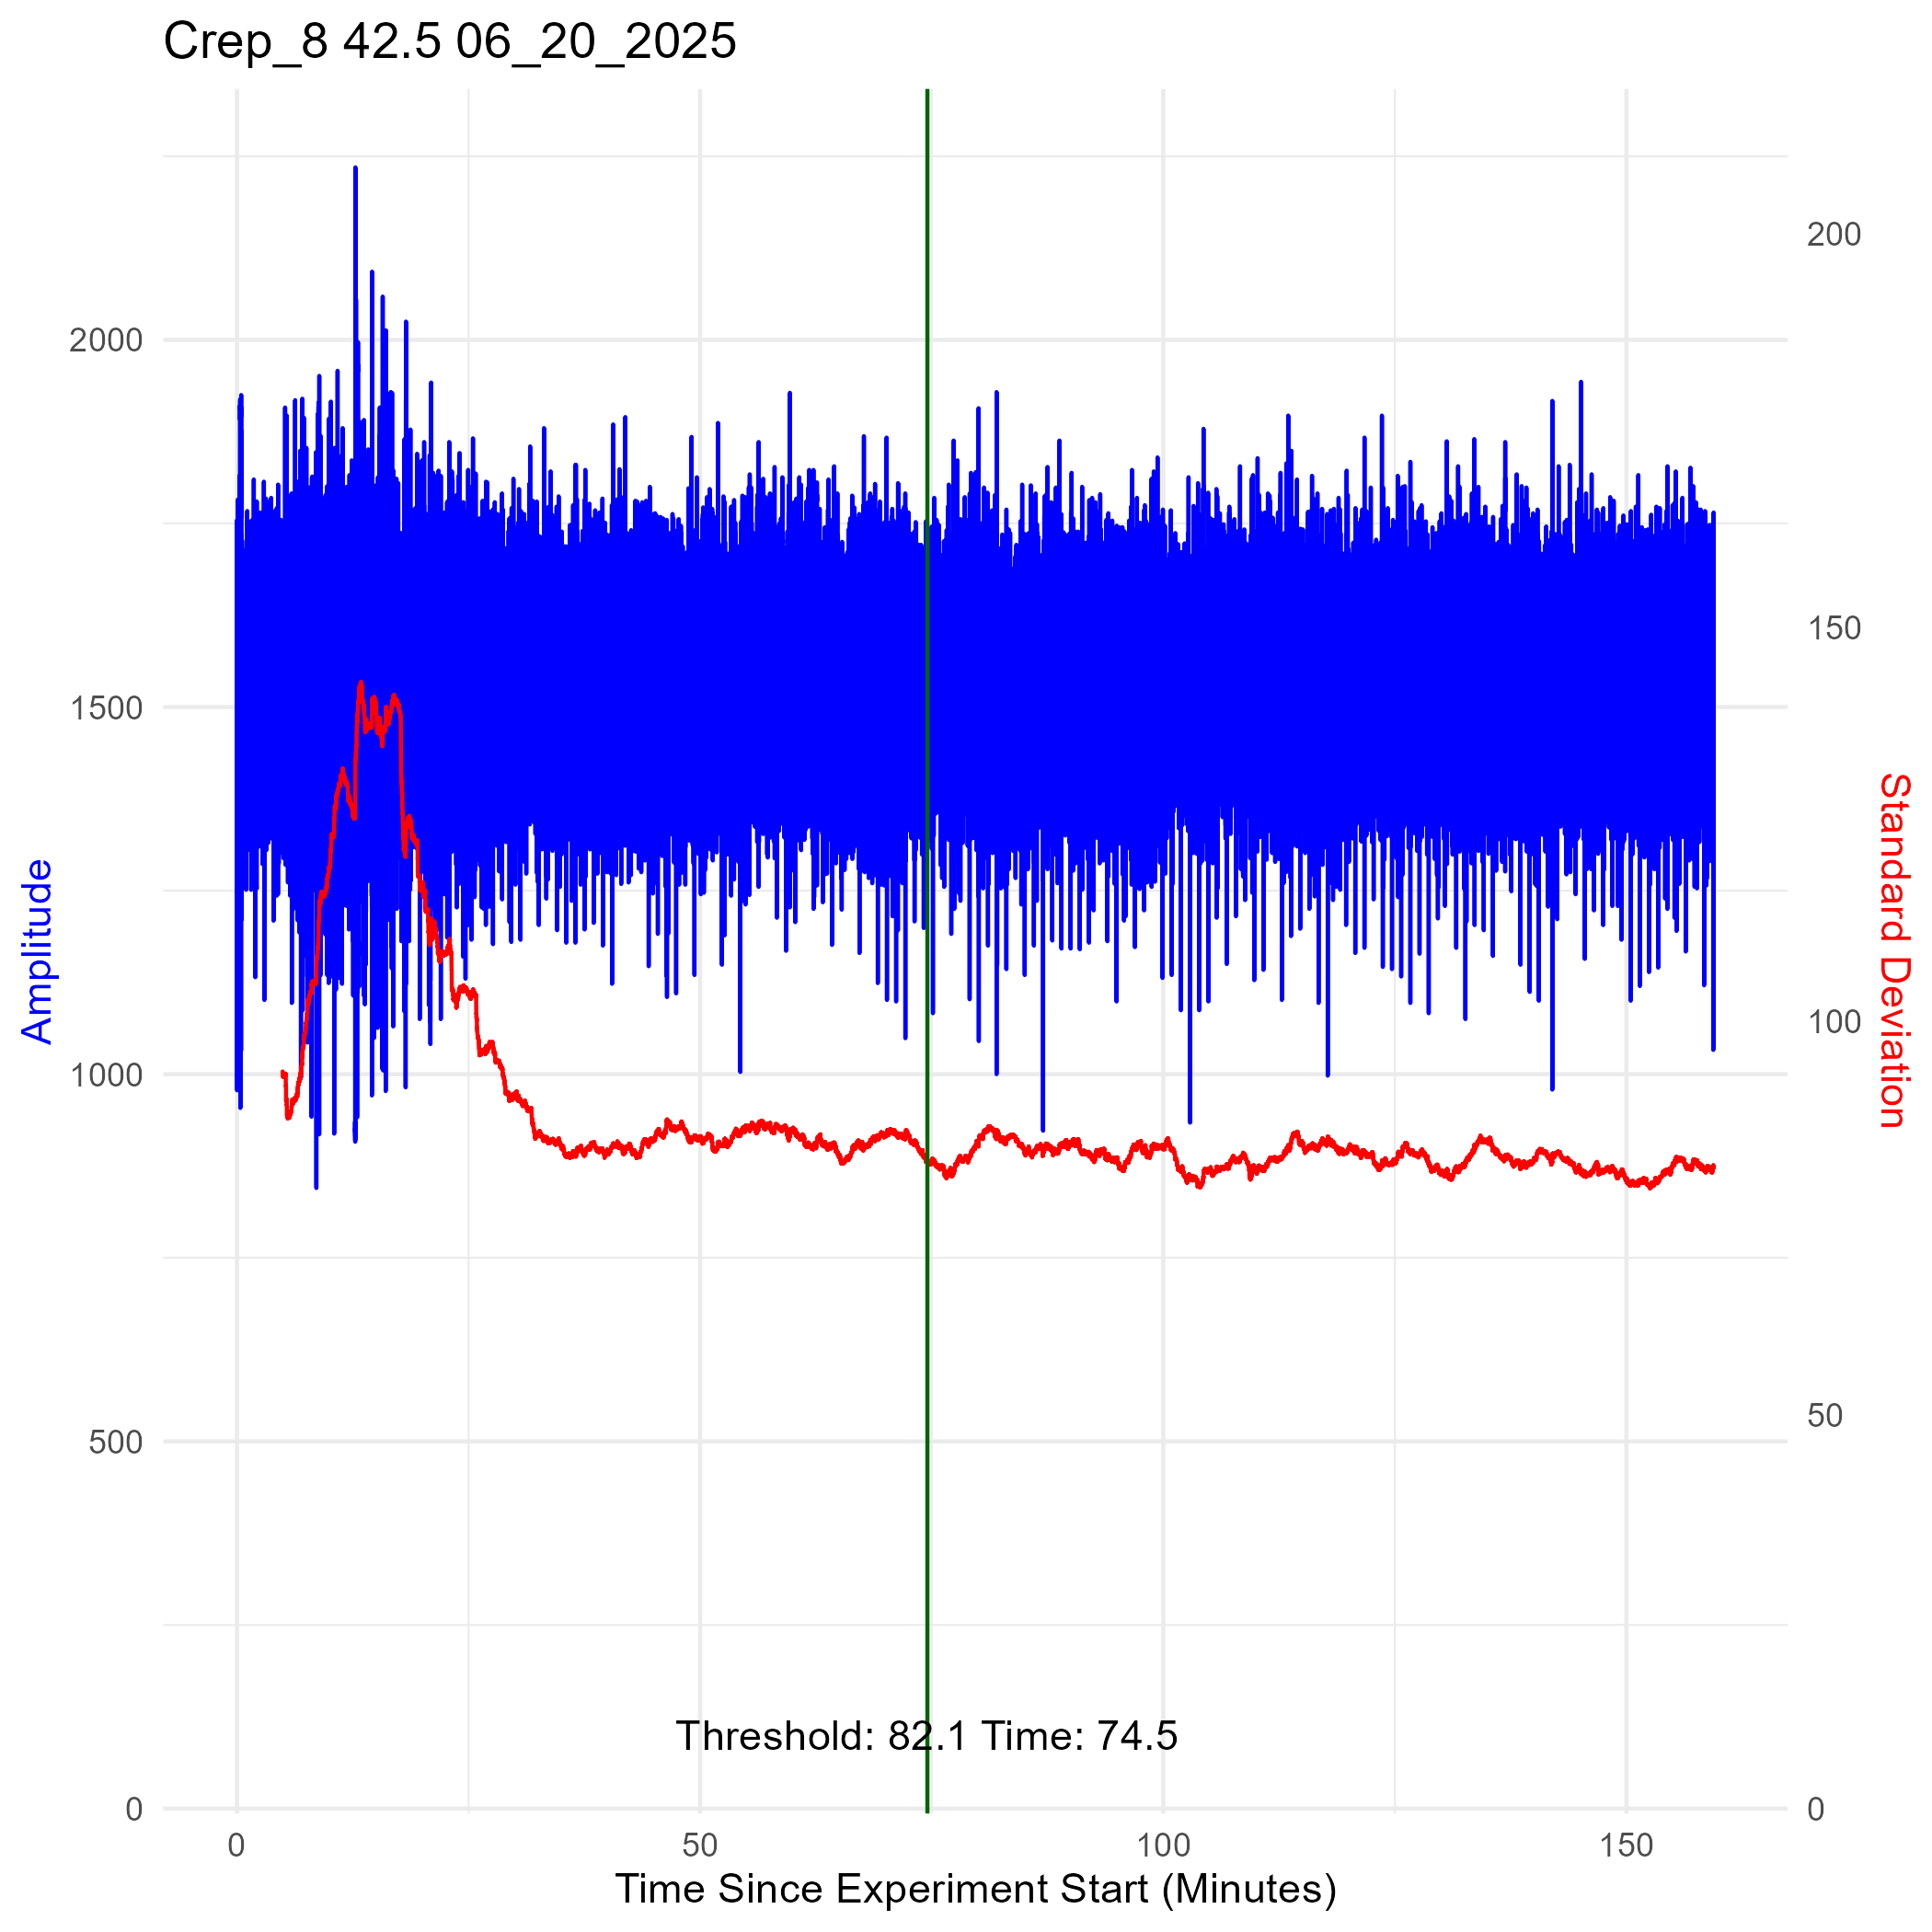 Crep_8 42.5 06_20_2025
200
2000
150
1500
Standard Deviation
Amplitude
100
1000
50
500
Threshold: 82.1 Time: 74.5
0
0
0
50
100
150
Time Since Experiment Start (Minutes)